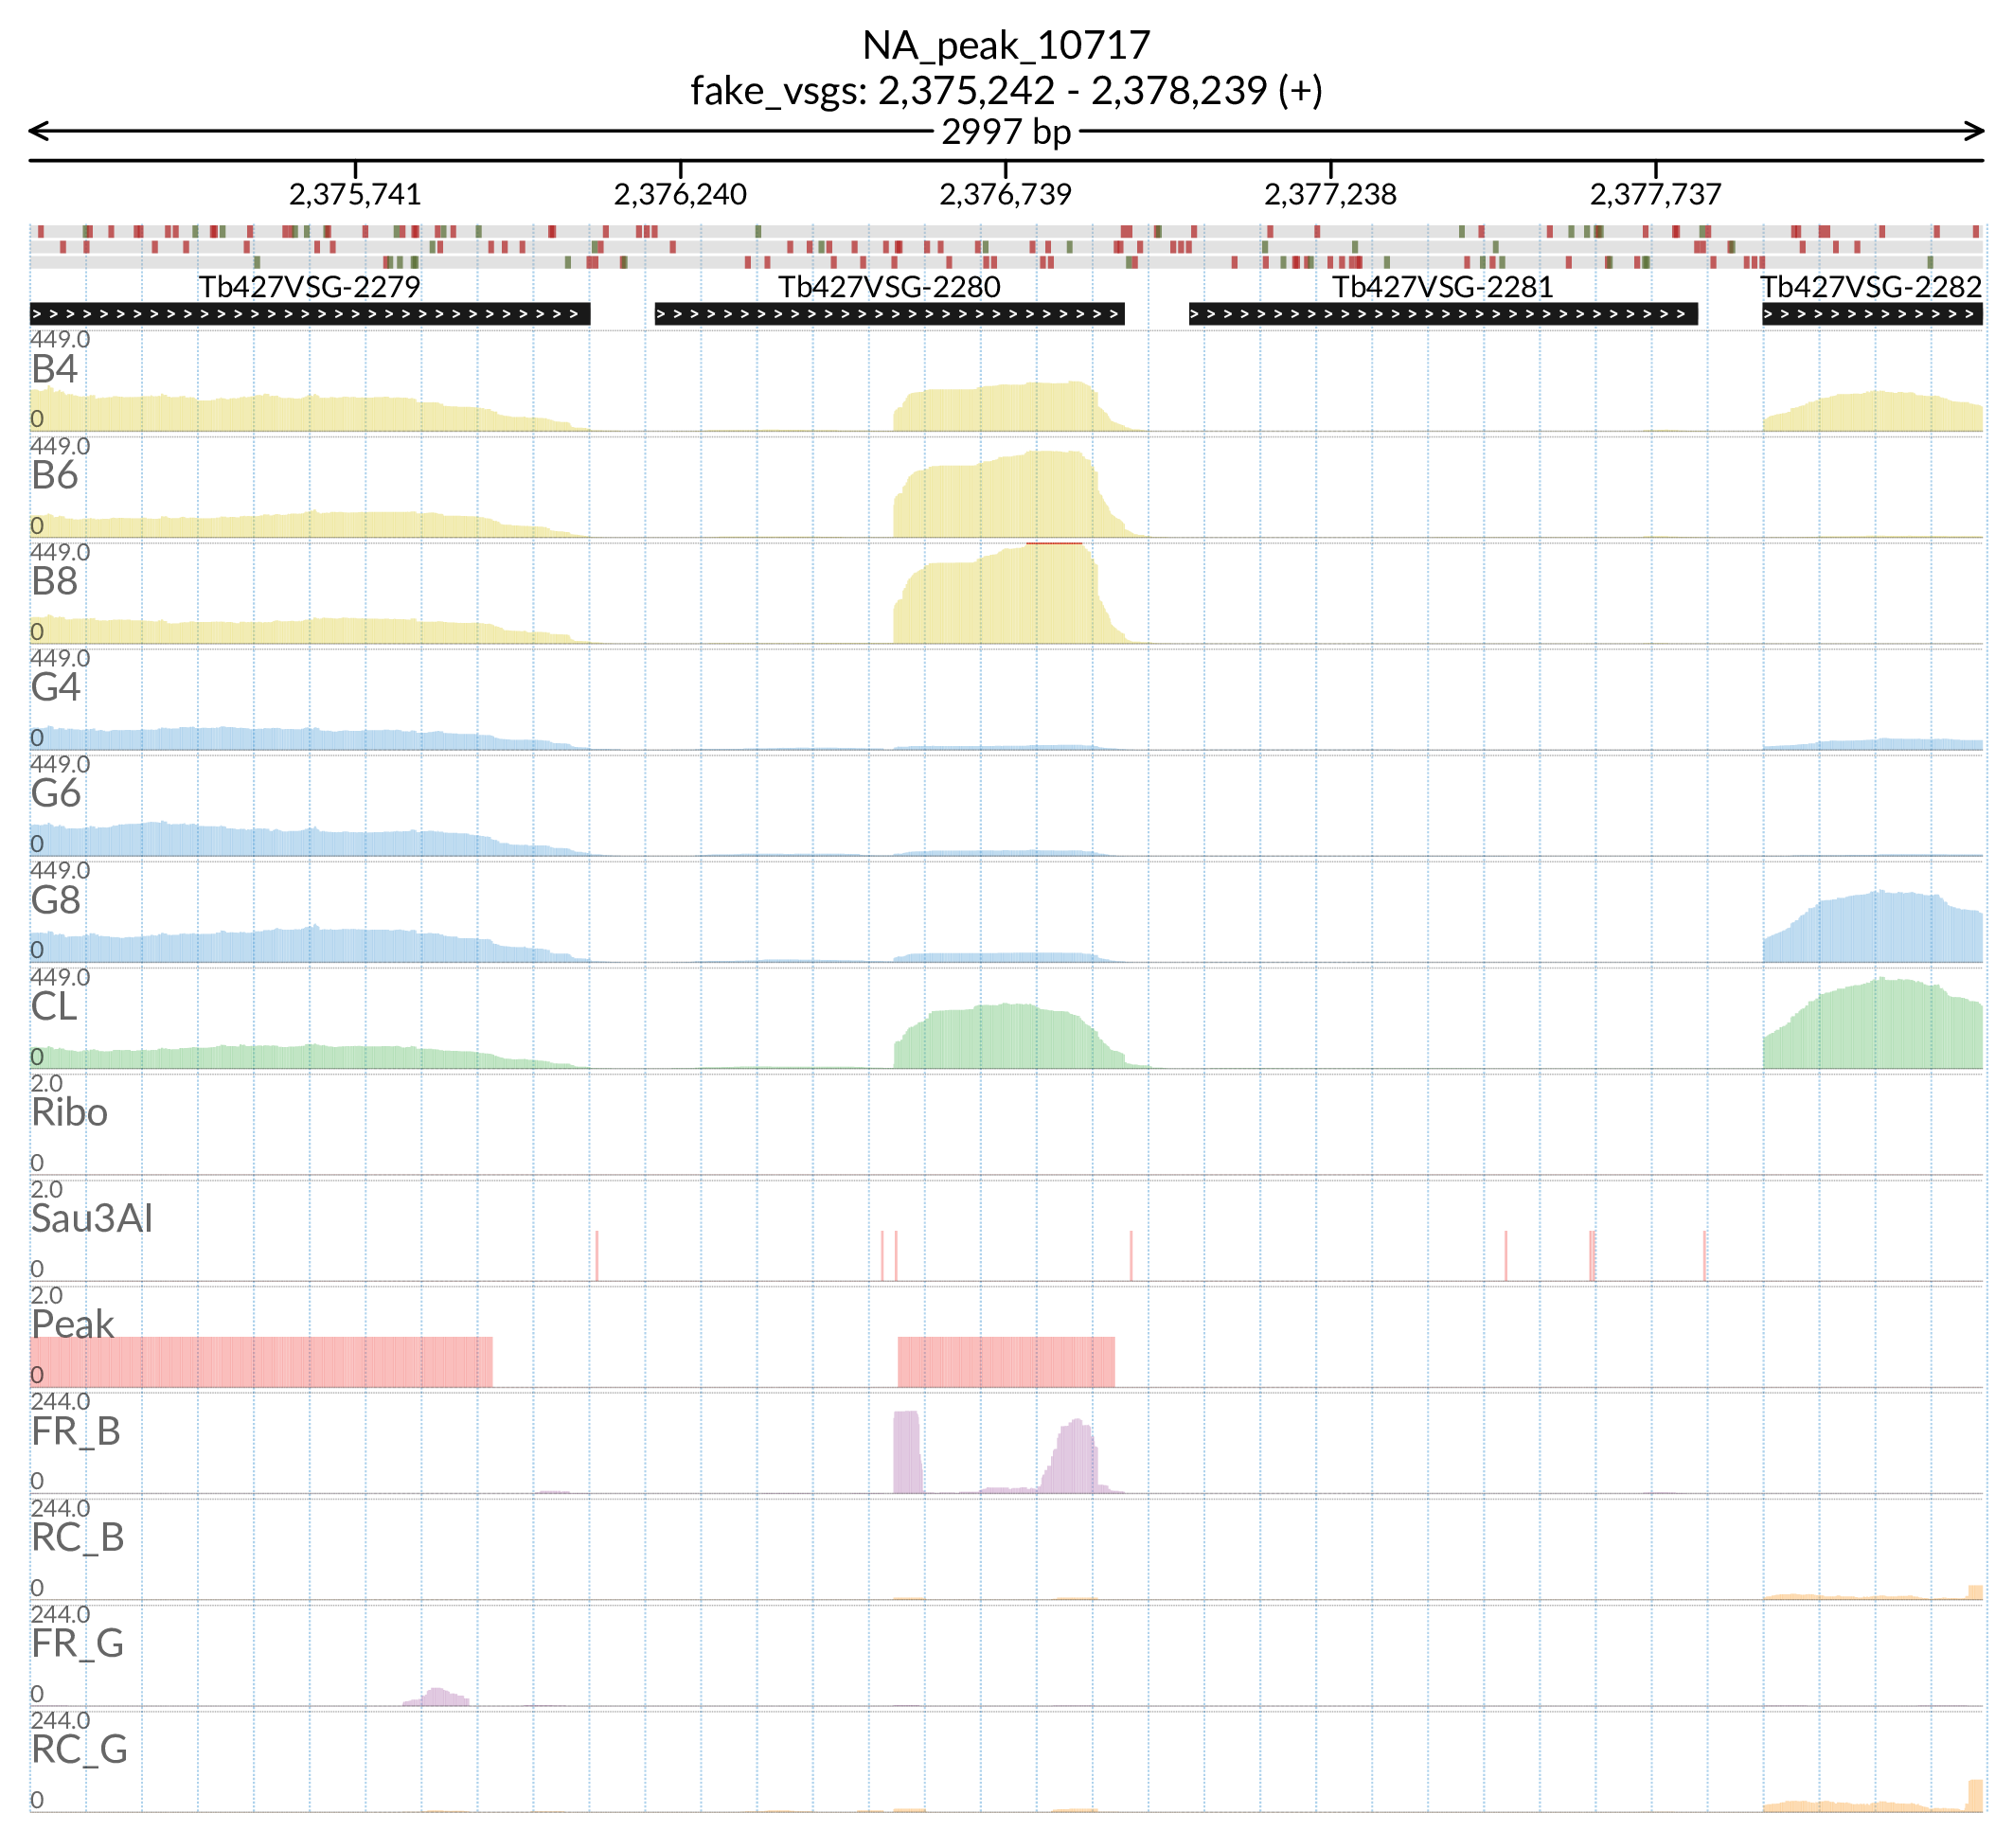 NA_peak_10717
fake_vsgs: 2,375,242 - 2,378,239 (+)
2997 bp
2,375,741 2,376,240 2,376,739 2,377,238 2,377,737
Tb427VSG-2279 Tb427VSG-2280 Tb427VSG-2281 Tb427VSG-2282
449.0
B4
0
449.0
B6
0
449.0
B8
0
449.0
G4
0
449.0
G6
0
449.0
G8
0
449.0
CL
0
2.0
Ribo
0
2.0
Sau3AI
0
2.0
Peak
0
244.0
FR_B
0
244.0
RC_B
0
244.0
FR_G
0
244.0
RC_G
0